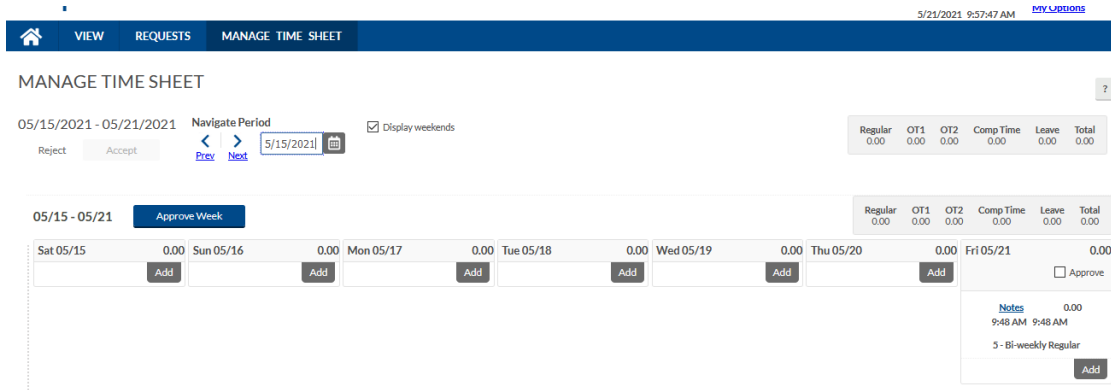 5/21/2021 9:57:47 AM My Options
VIEW REQUESTS MANAGE TIME SHEET
MANAGE TIME SHEET
?
05/15/2021 - 05/21/2021 Navigate Period
Display weekends
5/15/2021
Reject Accept Prev Next
Regular OT1 OT2 Comp Time Leave Total
0.00 0.00 0.00 0.00 0.00 0.00
05/15 - 05/21 Approve Week
Regular OT1 OT2 Comp Time Leave Total
0.00 0.00 0.00 0.00 0.00 0.00
Sat 05/15 0.00 Sun 05/16 0.00 Mon 05/17 0.00 Tue 05/18 0.00 Wed 05/19 0.00 Thu 05/20 0.00 Fri 05/21 0.00
Add Add Add Add Add Add Approve
Notes 0.00
9:48 AM 9:48 AM
5 - Bi-weekly Regular
Add